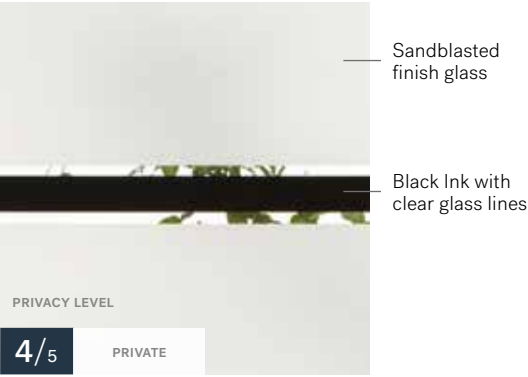 Sandblasted
finish glass
Black Ink with
clear glass lines
PRIVACY LEVEL
4/5 PRIVATE